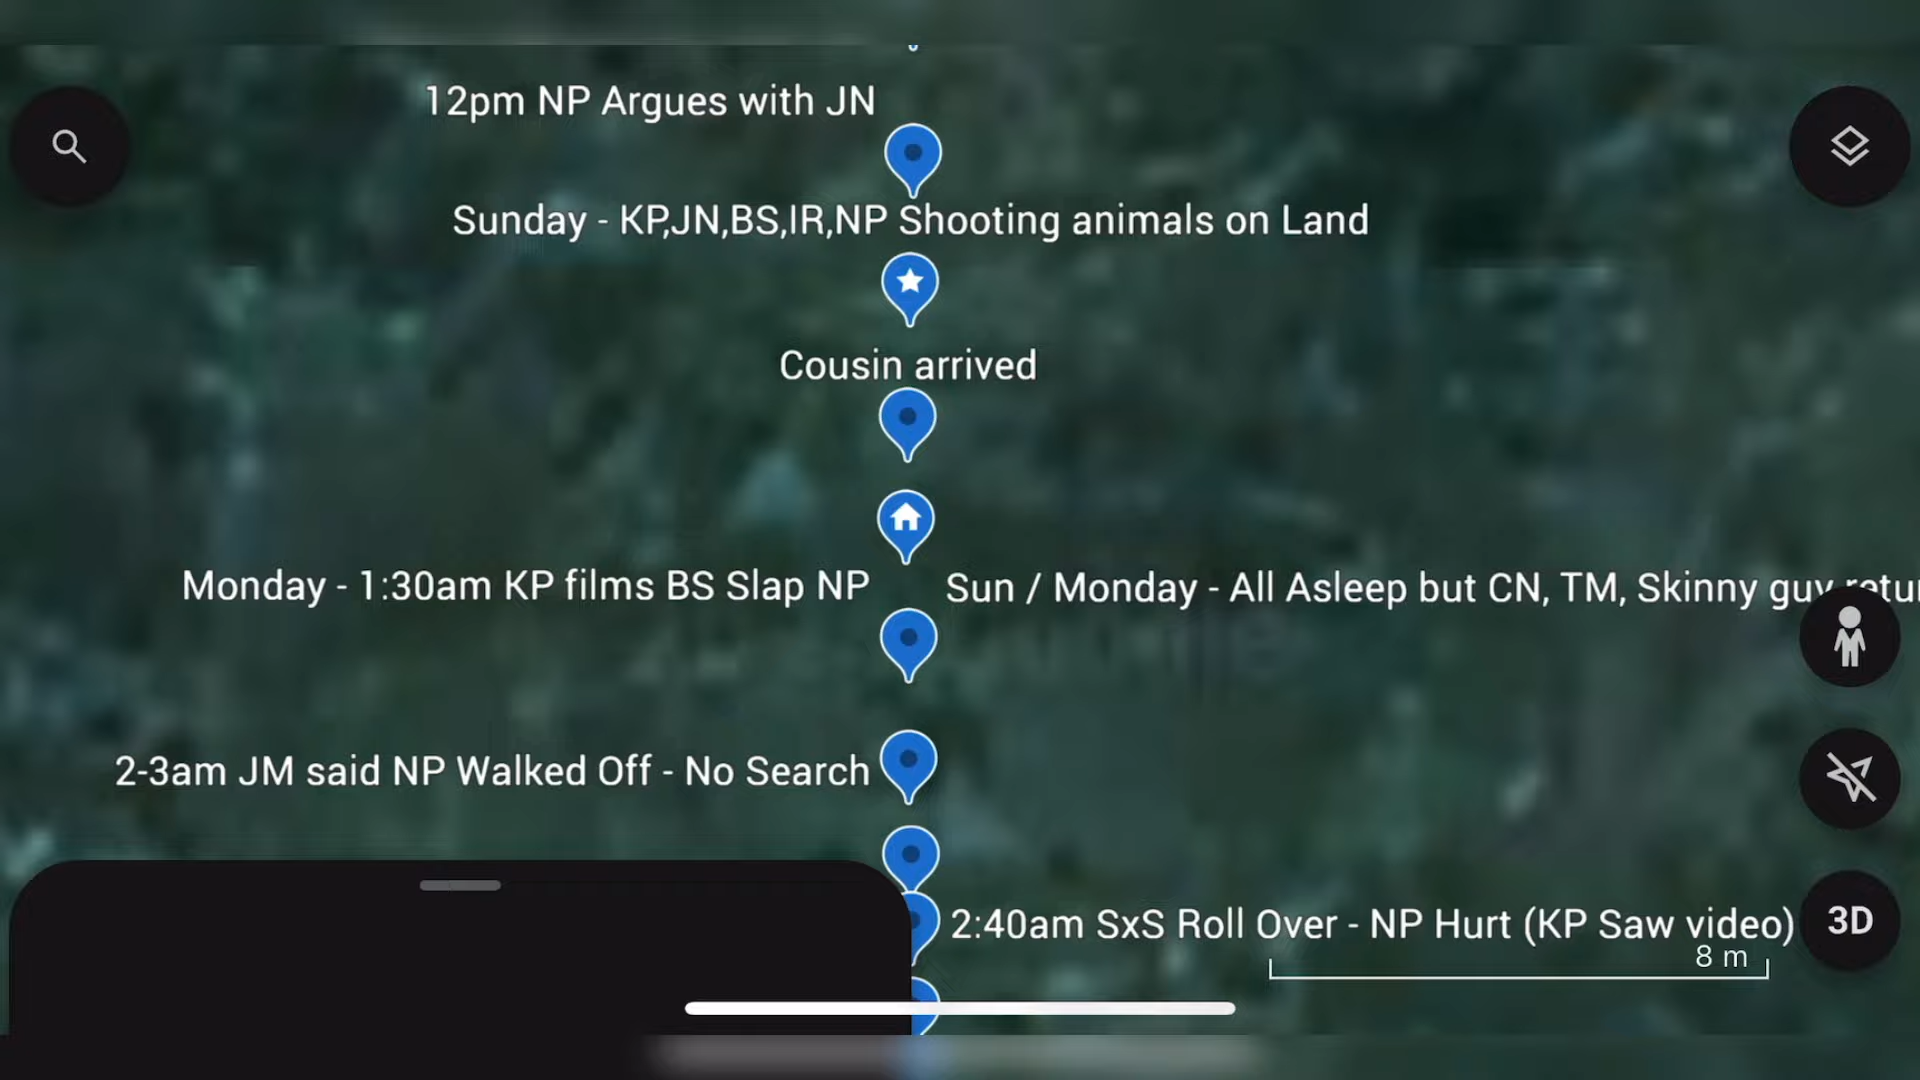 12pm NP Argues with JN
Sunday - KP,JN,BS,IR,NP Shooting animals on Land
Cousin arrived
Monday - 1:30am KP films BS Slap NP
Sun / Monday - All Asleep but CN, TM, Skinny guy
2-3am JM said NP Walked Off - No Search
2:40am SxS Roll Over - NP Hurt (KP Saw video)
8 m
3D